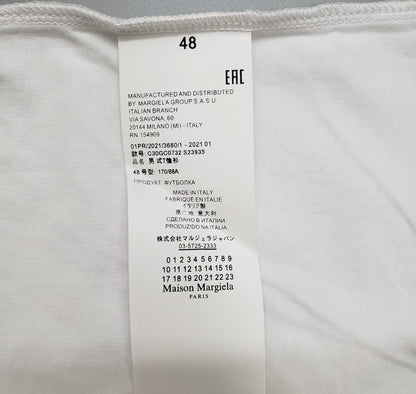 48
EAC
MANUFACTURED AND DISTRIBUTED
BY MARGIELA GROUP S.A.S.U.
ITALIAN BRANCH
VIA SAVONA, 60
20144 MILANO (MI) - ITALY
RN 154909
01PR/2021/3680/1 - 2021 01
款号: C30GC0732 S23935
品名 男式T恤衫
48 号型: 170/88A
ПРОДУКТ: ФУТБОЛКА
MADE IN ITALY
FABRIQUÉ EN ITALIE
イタリア製
原产地 意大利
СДЕЛАНО В ИТАЛИИ
PRODUZIDO NA ITALIA
株式会社マルジェラジャパン
03-5725-2333
0 1 2 3 4 5 6 7 8 9
10 11 12 13 14 15 16
17 18 19 20 21 22 23
Maison Margiela
PARIS